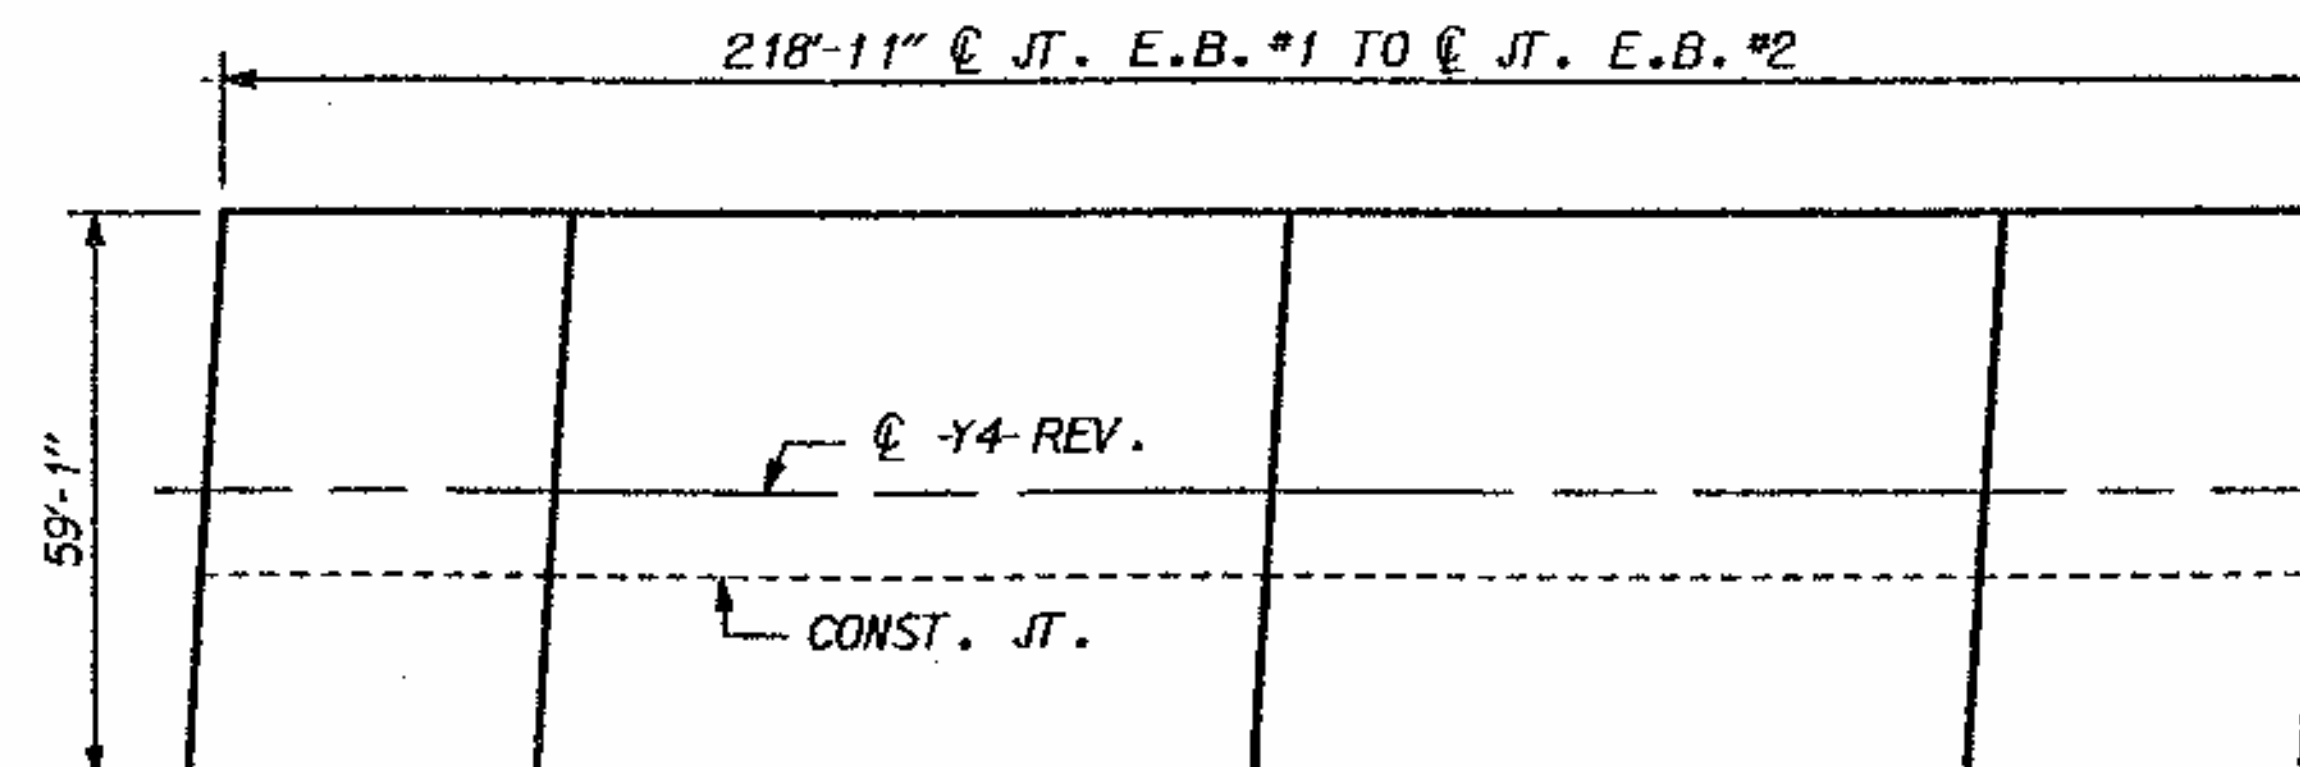 218'-11" ℄ JT. E.B. #1 TO ℄ JT. E.B. #2
℄ -Y4- REV.
59'-1"
CONST. JT.